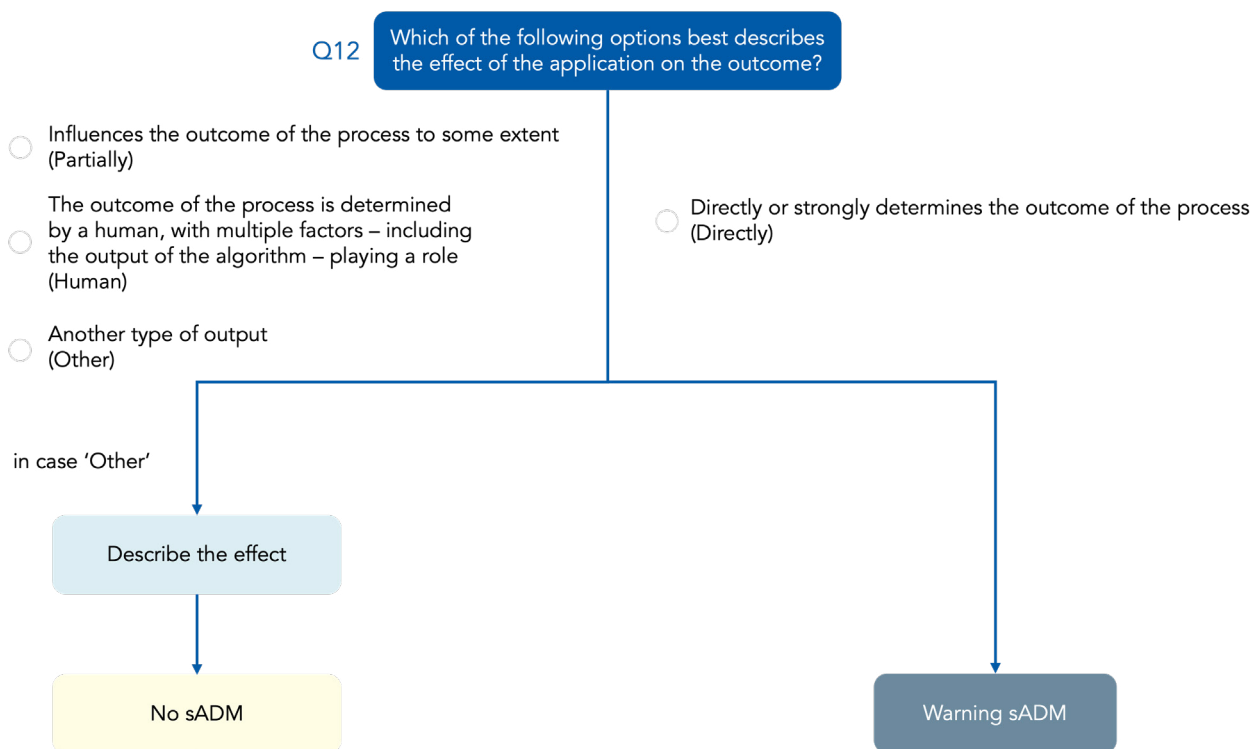 Q12
Which of the following options best describes
the effect of the application on the outcome?
Influences the outcome of the process to some extent
(Partially)
The outcome of the process is determined
by a human, with multiple factors – including
the output of the algorithm – playing a role
(Human)
Another type of output
(Other)
Directly or strongly determines the outcome of the process
(Directly)
in case ‘Other’
Describe the effect
No sADM
Warning sADM